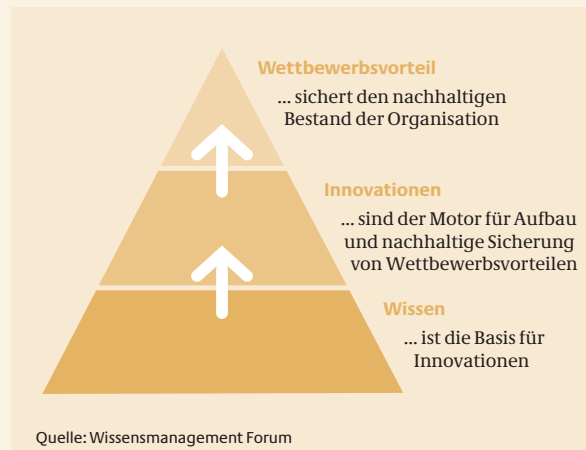 Wettbewerbsvorteil
... sichert den nachhaltigen
Bestand der Organisation
Innovationen
... sind der Motor für Aufbau
und nachhaltige Sicherung
von Wettbewerbsvorteilen
Wissen
... ist die Basis für
Innovationen
Quelle: Wissensmanagement Forum